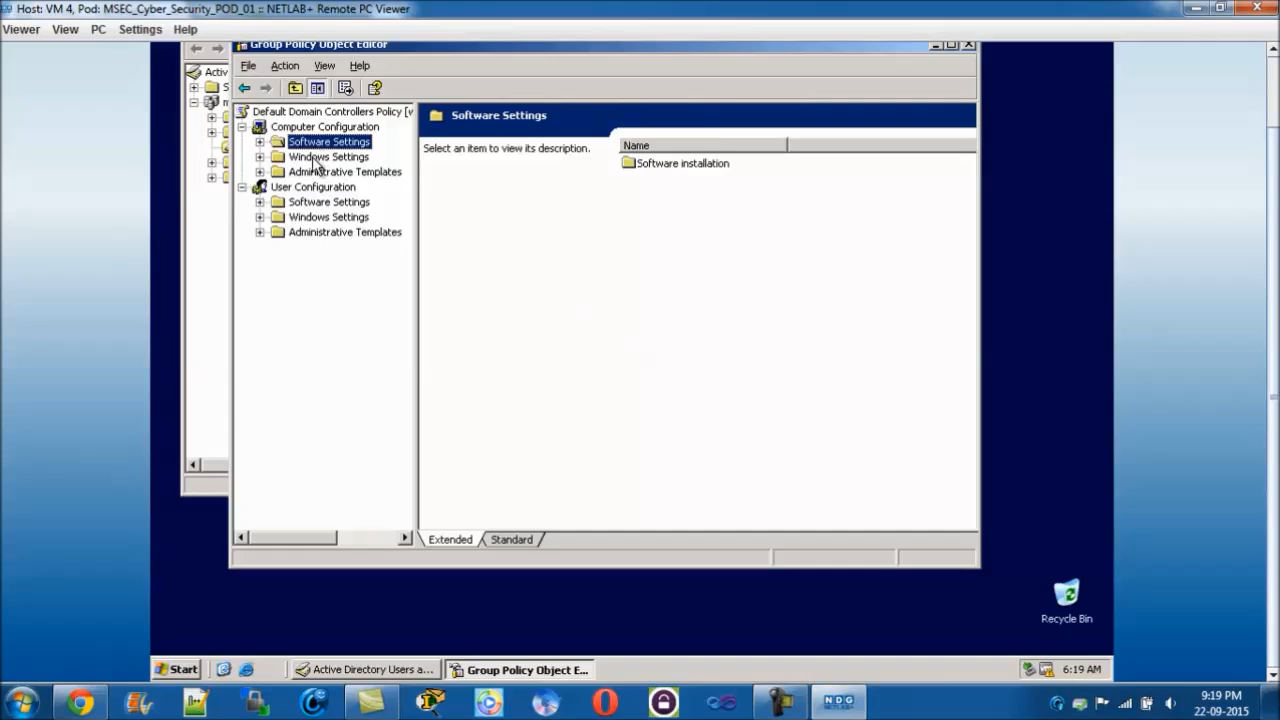 Host: VM 4, Pod: MSEC_Cyber_Security_POD_01 :: NETLAB+ Remote PC Viewer
Viewer View PC Settings Help
Group Policy Object Editor
File Action View Help
Activ
S
Default Domain Controllers Policy [w
Computer Configuration
Software Settings
Windows Settings
Administrative Templates
User Configuration
Software Settings
Windows Settings
Administrative Templates
Software Settings
Select an item to view its description.
Name
Software installation
Extended Standard
Recycle Bin
Start Active Directory Users a... Group Policy Object E... 6:19 AM
NDG
NETLAB+
9:19 PM
22-09-2015